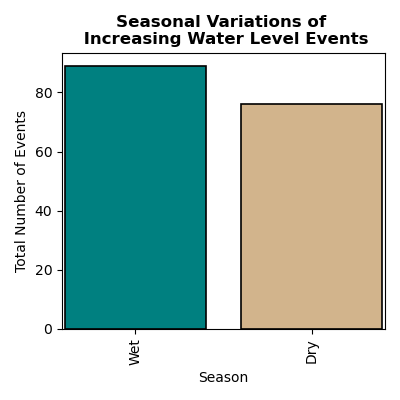 Seasonal Variations of
Increasing Water Level Events
Total Number of Events
80
60
40
20
0
Wet
Dry
Season